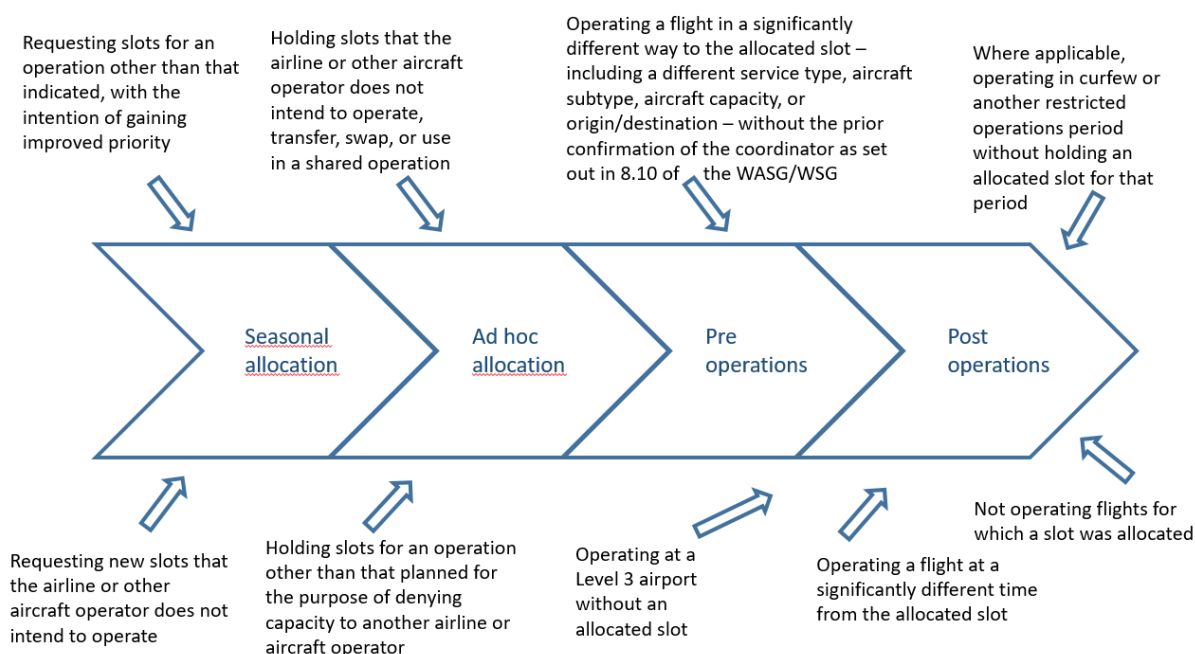 Requesting slots for an
operation other than that
indicated, with the
intention of gaining
improved priority
Holding slots that the
airline or other aircraft
operator does not
intend to operate,
transfer, swap, or use
in a shared operation
Operating a flight in a significantly
different way to the allocated slot –
including a different service type, aircraft
subtype, aircraft capacity, or
origin/destination – without the prior
confirmation of the coordinator as set
out in 8.10 of the WASG/WSG
Where applicable,
operating in curfew or
another restricted
operations period
without holding an
allocated slot for that
period
Seasonal
allocation
Ad hoc
allocation
Pre
operations
Post
operations
Requesting new slots that
the airline or other
aircraft operator does not
intend to operate
Holding slots for an operation
other than that planned for
the purpose of denying
capacity to another airline or
aircraft operator
Operating at a
Level 3 airport
without an
allocated slot
Operating a flight at a
significantly different time
from the allocated slot
Not operating flights for
which a slot was allocated